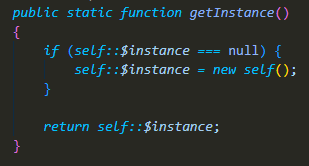 public static function getInstance()
{
    if (self::$instance === null) {
        self::$instance = new self();
    }

    return self::$instance;
}